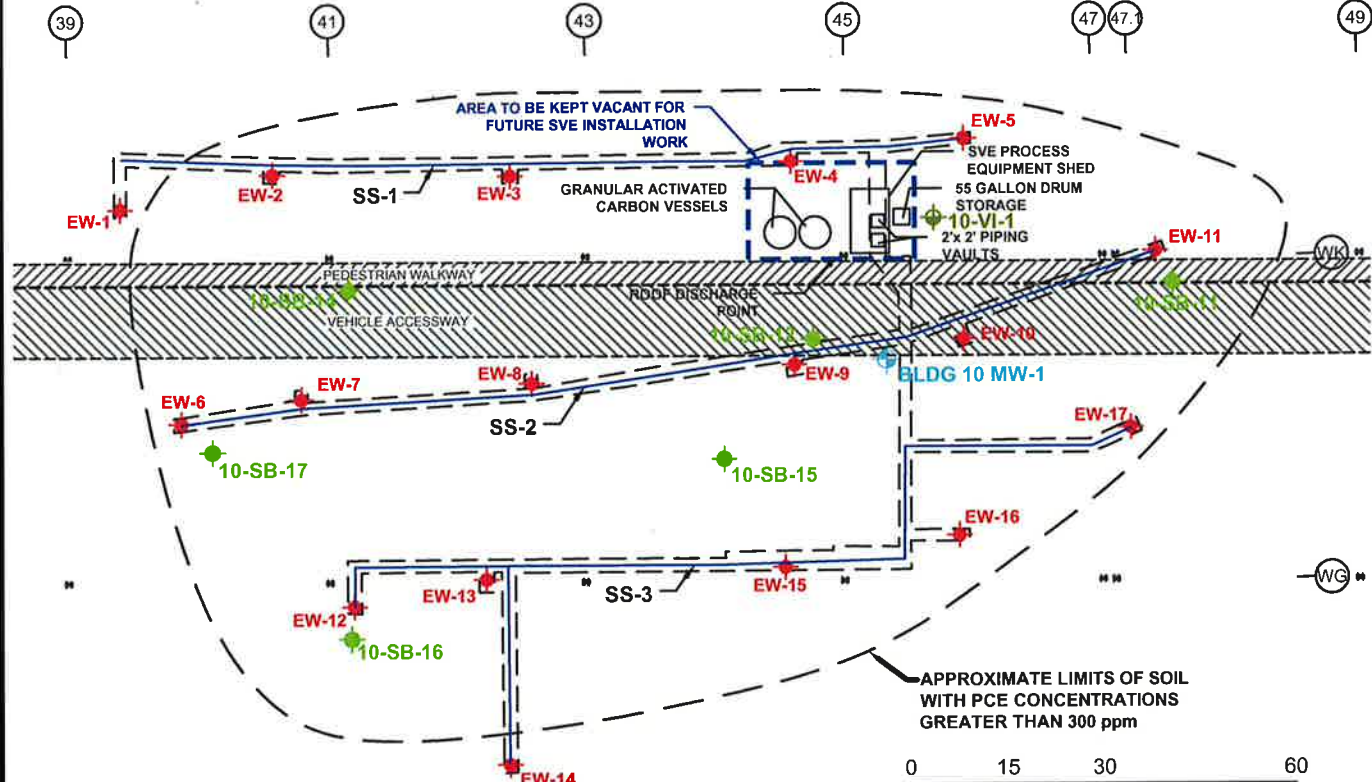 39
41
43
45
47
47.1
49
AREA TO BE KEPT VACANT FOR
FUTURE SVE INSTALLATION
WORK
EW-5
SVE PROCESS
EQUIPMENT SHED
EW-4
EW-2
SS-1
EW-3
GRANULAR ACTIVATED
CARBON VESSELS
55 GALLON DRUM
STORAGE
EW-1
10-VI-1
2'x 2' PIPING
VAULTS
EW-11
WK
PEDESTRIAN WALKWAY
ROOF DISCHARGE
POINT
10-SB-11
VEHICLE ACCESSWAY
EW-10
EW-8
EW-9
BLDG 10 MW-1
EW-7
EW-6
SS-2
EW-17
10-SB-17
10-SB-15
EW-16
EW-15
EW-13
SS-3
WG
EW-12
10-SB-16
APPROXIMATE LIMITS OF SOIL
WITH PCE CONCENTRATIONS
GREATER THAN 300 ppm
EW-14
0 15 30 60